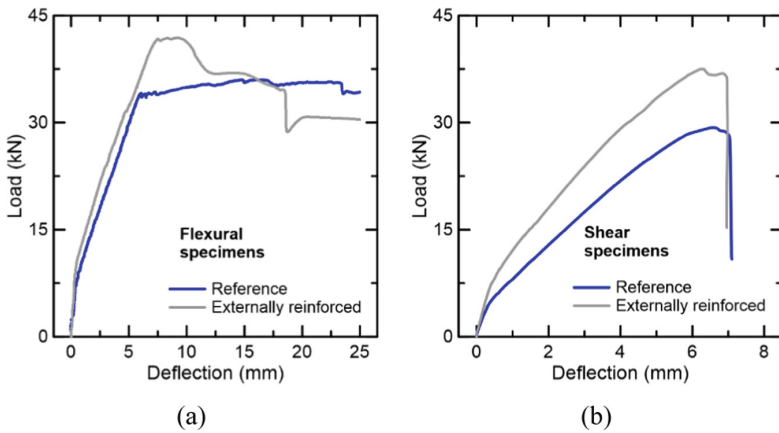 45
30
15
0
Load (kN)
Flexural
specimens
Reference
Externally reinforced
0 5 10 15 20 25
Deflection (mm)
(a)
45
30
15
0
Load (kN)
Shear
specimens
Reference
Externally reinforced
0 2 4 6 8
Deflection (mm)
(b)